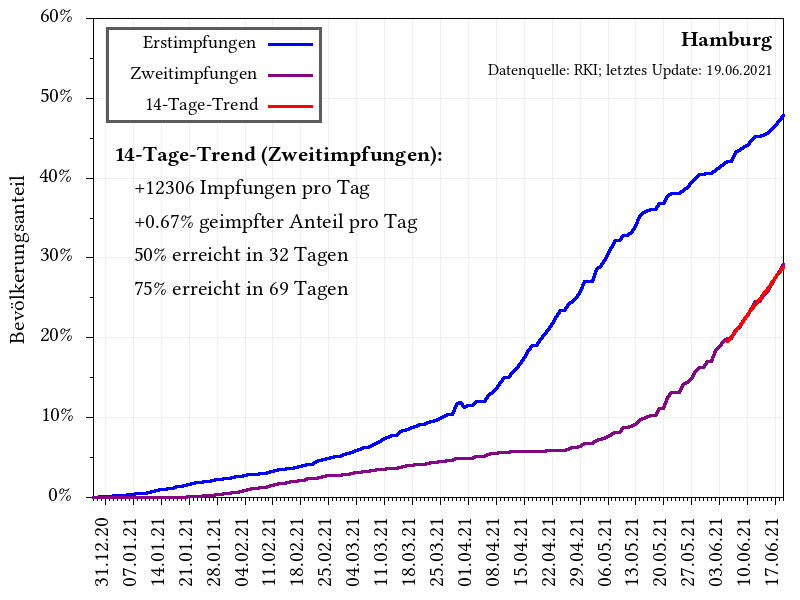 60%
50%
40%
30%
20%
10%
0%
Bevölkerungsanteil
Erstimpfungen
Zweitimpfungen
14-Tage-Trend
Hamburg
Datenquelle: RKI; letztes Update: 19.06.2021
14-Tage-Trend (Zweitimpfungen):
+12306 Impfungen pro Tag
+0.67% geimpfter Anteil pro Tag
50% erreicht in 32 Tagen
75% erreicht in 69 Tagen
31.12.20
07.01.21
14.01.21
21.01.21
28.01.21
04.02.21
11.02.21
18.02.21
25.02.21
04.03.21
11.03.21
18.03.21
25.03.21
01.04.21
08.04.21
15.04.21
22.04.21
29.04.21
06.05.21
13.05.21
20.05.21
27.05.21
03.06.21
10.06.21
17.06.21